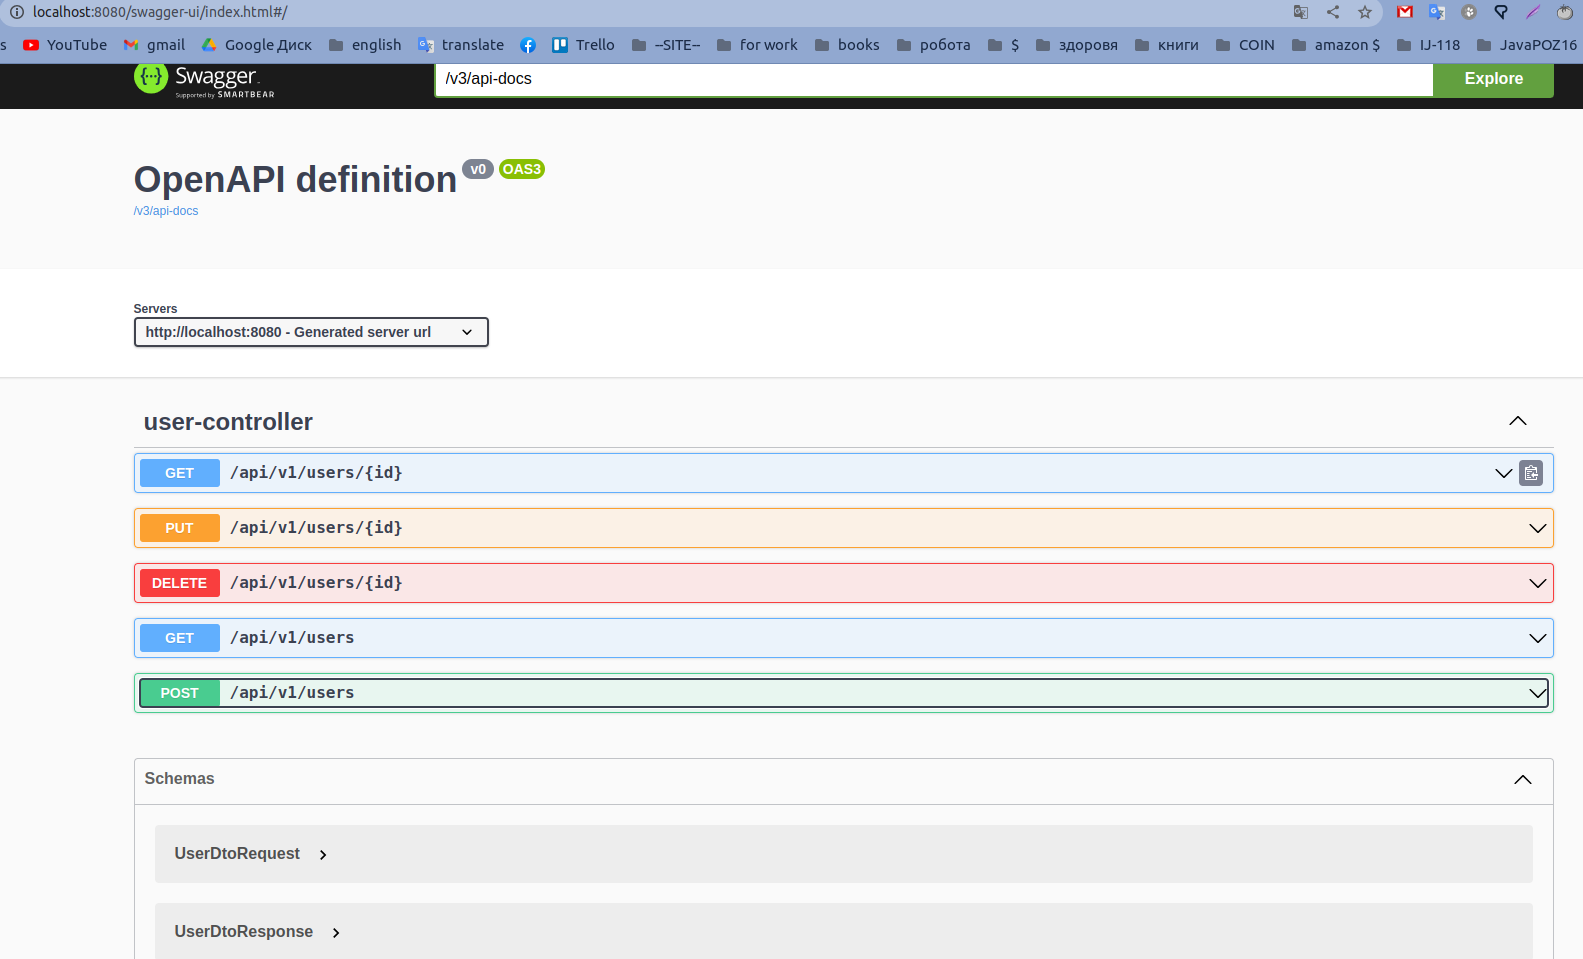 localhost:8080/swagger-ui/index.html#/
s YouTube gmail Google Диск english translate Trello --SITE-- for work books робота $ здоровя книги COIN amazon $ IJ-118 JavaPOZ16
Swagger.
Supported by SMARTBEAR
/v3/api-docs
Explore
OpenAPI definition v0 OAS3
/v3/api-docs
Servers
http://localhost:8080 - Generated server url
user-controller
GET /api/v1/users/{id}
PUT /api/v1/users/{id}
DELETE /api/v1/users/{id}
GET /api/v1/users
POST /api/v1/users
Schemas
UserDtoRequest
UserDtoResponse